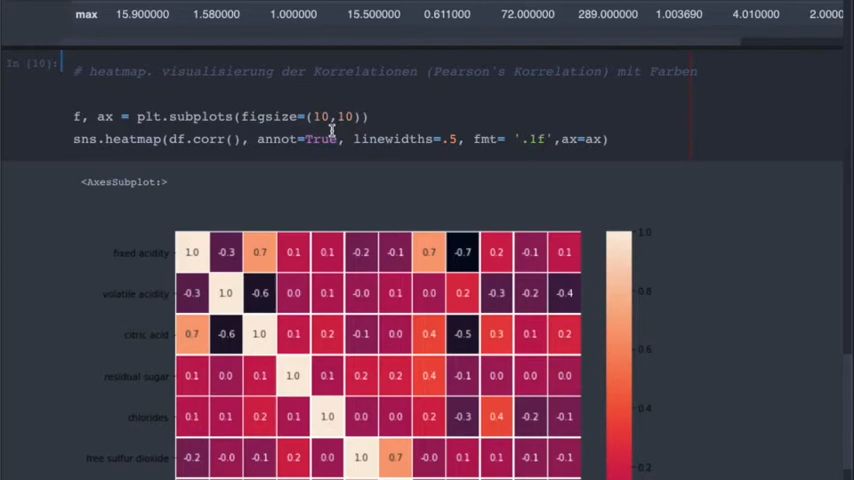 max 15.900000 1.580000 1.000000 15.500000 0.611000 72.000000 289.000000 1.003690 4.010000 2.0000
In [10]:
# heatmap. visualisierung der Korrelationen (Pearson's Korrelation) mit Farben
f, ax = plt.subplots(figsize=(10,10))
sns.heatmap(df.corr(), annot=True, linewidths=.5, fmt= '.1f',ax=ax)
<AxesSubplot:>
fixed acidity 1.0 -0.3 0.7 0.1 0.1 -0.2 -0.1 0.7 -0.7 0.2 -0.1 0.1
volatile acidity -0.3 1.0 -0.6 0.0 0.1 -0.0 0.1 0.0 0.2 -0.3 -0.2 -0.4
citric acid 0.7 -0.6 1.0 0.1 0.2 -0.1 0.0 0.4 -0.5 0.3 0.1 0.2
residual sugar 0.1 0.0 0.1 1.0 0.1 0.2 0.2 0.4 -0.1 0.0 0.0 0.0
chlorides 0.1 0.1 0.2 0.1 1.0 0.0 0.0 0.2 -0.3 0.4 -0.2 -0.1
free sulfur dioxide -0.2 -0.0 -0.1 0.2 0.0 1.0 0.7 -0.0 0.1 0.1 -0.1 -0.1
1.0
0.8
0.6
0.4
0.2